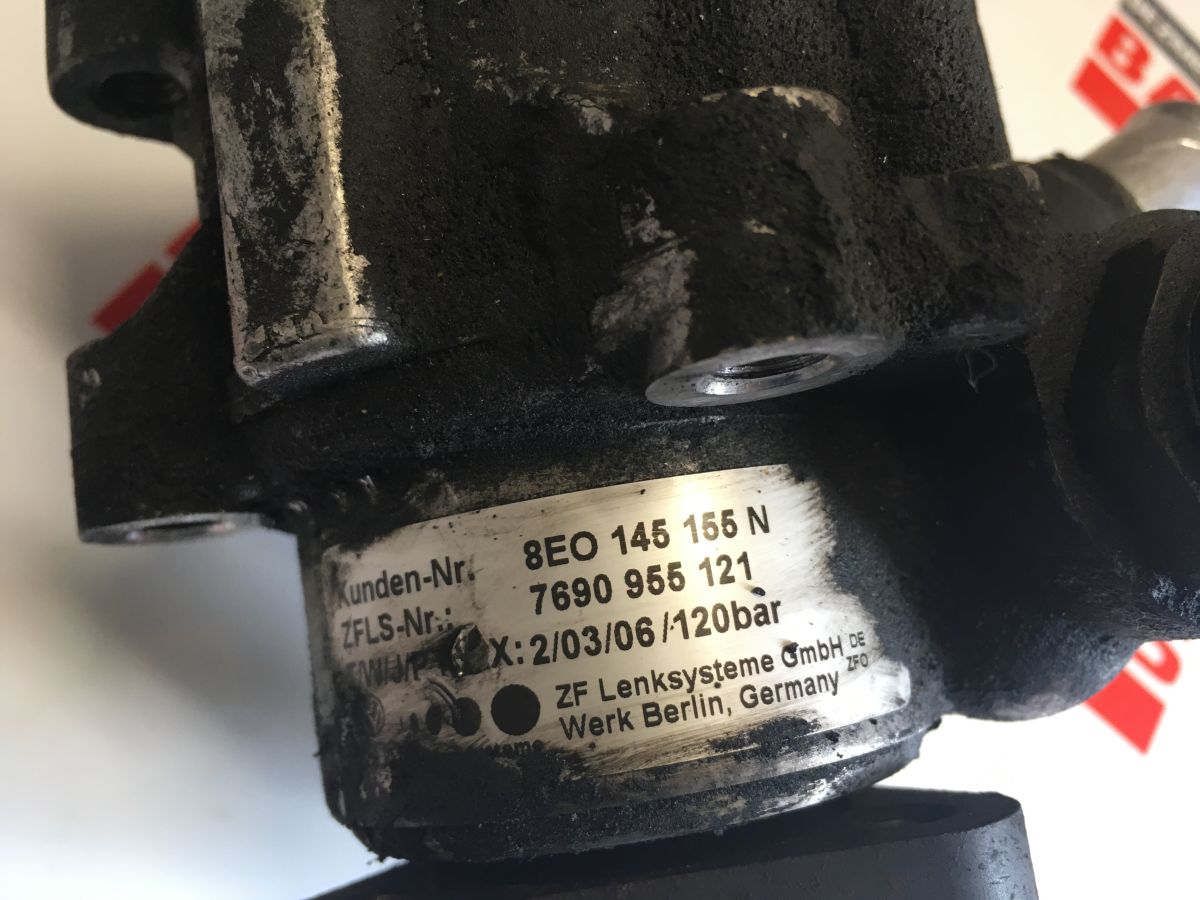 Kunden-Nr. 8EO 145 155 N
ZFLS-Nr.: 7690 955 121
X: 2/03/06/120bar
ZF Lenksysteme GmbH DE
Werk Berlin, Germany ZFO